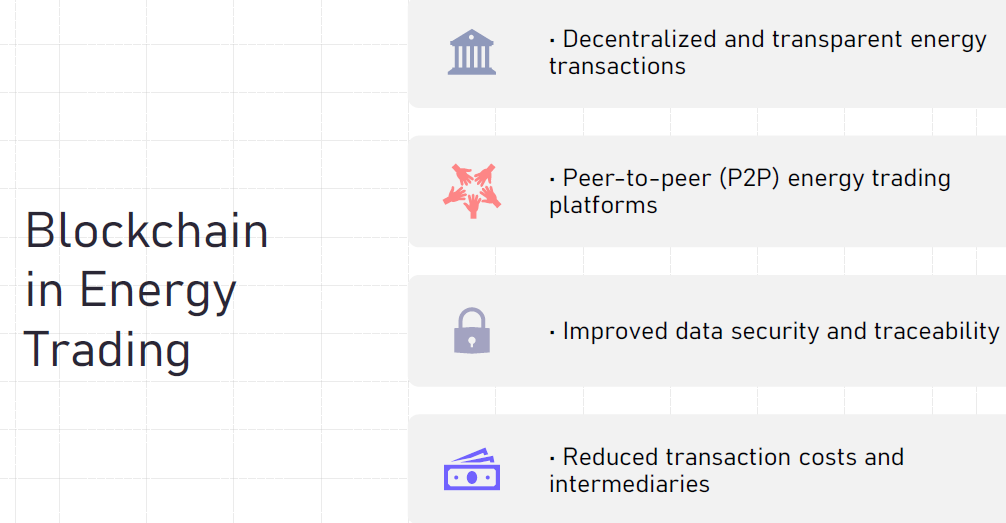 Blockchain
in Energy
Trading
· Decentralized and transparent energy
transactions
· Peer-to-peer (P2P) energy trading
platforms
· Improved data security and traceability
· Reduced transaction costs and
intermediaries